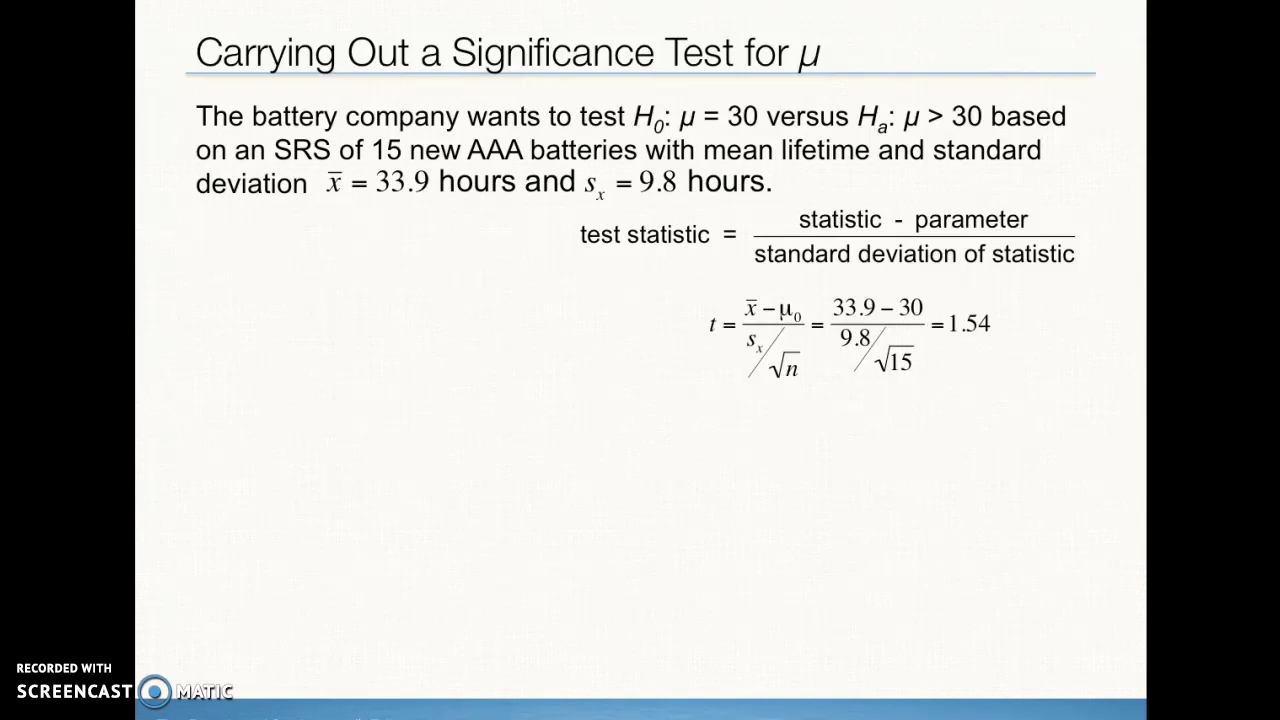 Carrying Out a Significance Test for μ
The battery company wants to test H₀: μ = 30 versus Hₐ: μ > 30 based
on an SRS of 15 new AAA batteries with mean lifetime and standard
deviation x̄ = 33.9 hours and sₓ = 9.8 hours.
test statistic = statistic - parameter / standard deviation of statistic
t = x̄ − μ₀ / sₓ/√n = 33.9 − 30 / 9.8/√15 = 1.54
RECORDED WITH
SCREENCAST MATIC